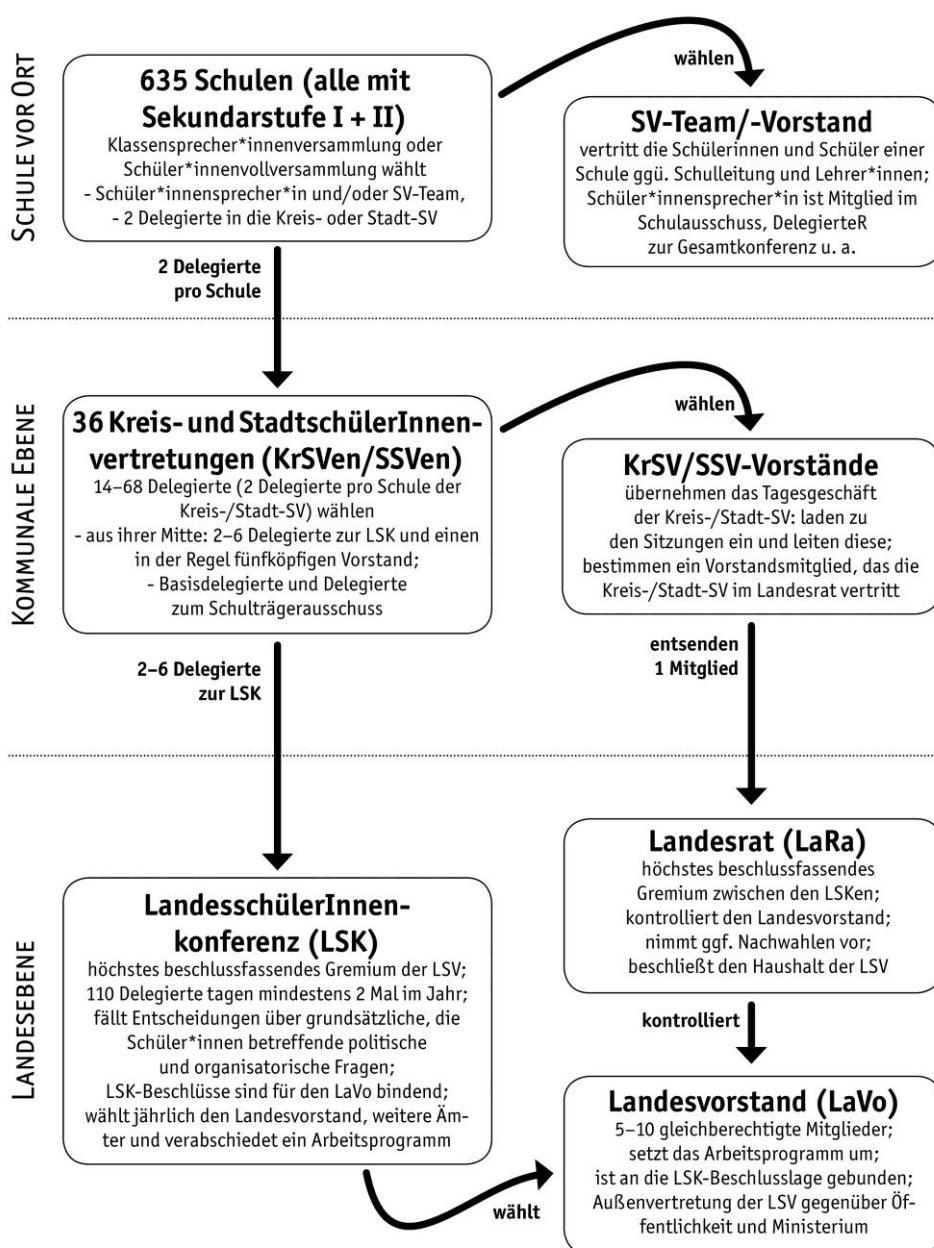 SCHULE VOR ORT
635 Schulen (alle mit
Sekundarstufe I + II)
Klassensprecher*innenversammlung oder
Schüler*innenvollversammlung wählt
- Schüler*innensprecher*in und/oder SV-Team,
- 2 Delegierte in die Kreis- oder Stadt-SV
wählen
SV-Team/-Vorstand
vertritt die Schülerinnen und Schüler einer
Schule ggü. Schulleitung und Lehrer*innen;
Schüler*innensprecher*in ist Mitglied im
Schulausschuss, DelegierteR
zur Gesamtkonferenz u. a.
2 Delegierte
pro Schule
KOMMUNALE EBENE
36 Kreis- und StadtschülerInnen-
vertretungen (KrSVen/SSVen)
14–68 Delegierte (2 Delegierte pro Schule der
Kreis-/Stadt-SV) wählen
- aus ihrer Mitte: 2–6 Delegierte zur LSK und einen
in der Regel fünfköpfigen Vorstand;
- Basisdelegierte und Delegierte
zum Schulträgerausschuss
wählen
KrSV/SSV-Vorstände
übernehmen das Tagesgeschäft
der Kreis-/Stadt-SV: laden zu
den Sitzungen ein und leiten diese;
bestimmen ein Vorstandsmitglied, das die
Kreis-/Stadt-SV im Landesrat vertritt
2–6 Delegierte
zur LSK
entsenden
1 Mitglied
LANDESEBENE
LandesschülerInnen-
konferenz (LSK)
höchstes beschlussfassendes Gremium der LSV;
110 Delegierte tagen mindestens 2 Mal im Jahr;
fällt Entscheidungen über grundsätzliche, die
Schüler*innen betreffende politische
und organisatorische Fragen;
LSK-Beschlüsse sind für den LaVo bindend;
wählt jährlich den Landesvorstand, weitere Äm-
ter und verabschiedet ein Arbeitsprogramm
Landesrat (LaRa)
höchstes beschlussfassendes
Gremium zwischen den LSKen;
kontrolliert den Landesvorstand;
nimmt ggf. Nachwahlen vor;
beschließt den Haushalt der LSV
kontrolliert
Landesvorstand (LaVo)
5–10 gleichberechtigte Mitglieder;
setzt das Arbeitsprogramm um;
ist an die LSK-Beschlusslage gebunden;
Außenvertretung der LSV gegenüber Öf-
fentlichkeit und Ministerium
wählt